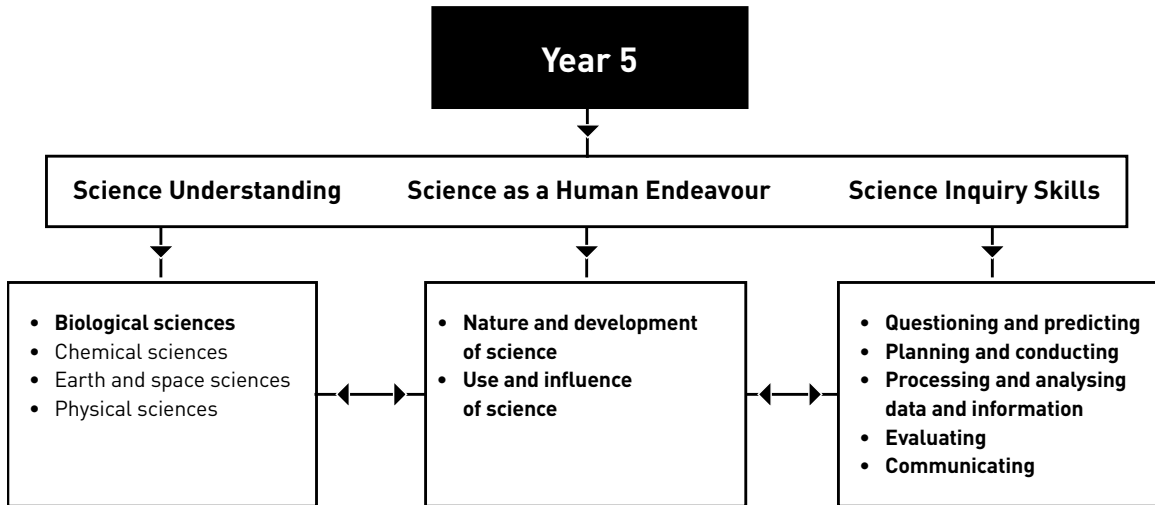 Year 5
Science Understanding
Science as a Human Endeavour
Science Inquiry Skills
• Biological sciences
• Chemical sciences
• Earth and space sciences
• Physical sciences
• Nature and development
of science
• Use and influence
of science
• Questioning and predicting
• Planning and conducting
• Processing and analysing
data and information
• Evaluating
• Communicating